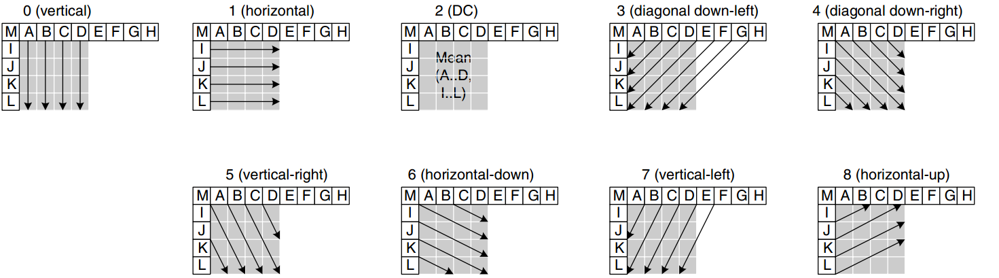 0 (vertical) 1 (horizontal) 2 (DC) 3 (diagonal down-left) 4 (diagonal down-right)
M A B C D E F G H M A B C D E F G H M A B C D E F G H M A B C D E F G H M A B C D E F G H
I I I I I
Mean
J J J J J
(A..D,
K K K K K
I..L)
L L L L L
5 (vertical-right) 6 (horizontal-down) 7 (vertical-left) 8 (horizontal-up)
M A B C D E F G H M A B C D E F G H M A B C D E F G H M A B C D E F G H
I I I I
J J J J
K K K K
L L L L